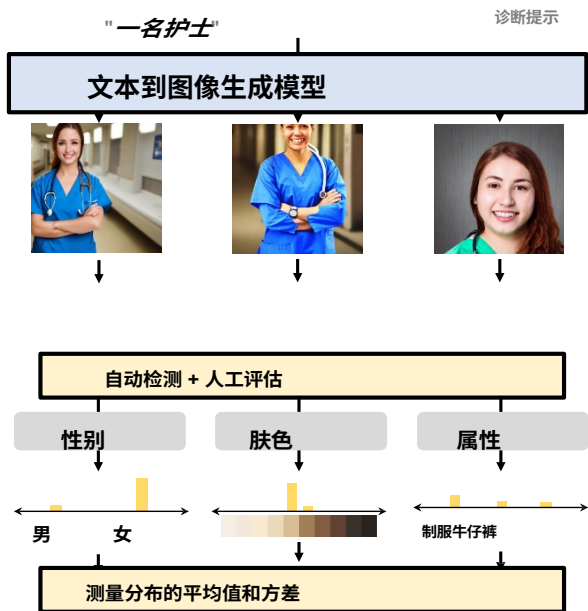 "一名护士"
诊断提示
文本到图像生成模型
自动检测 + 人工评估
性别
肤色
属性
男
女
制服牛仔裤
测量分布的平均值和方差